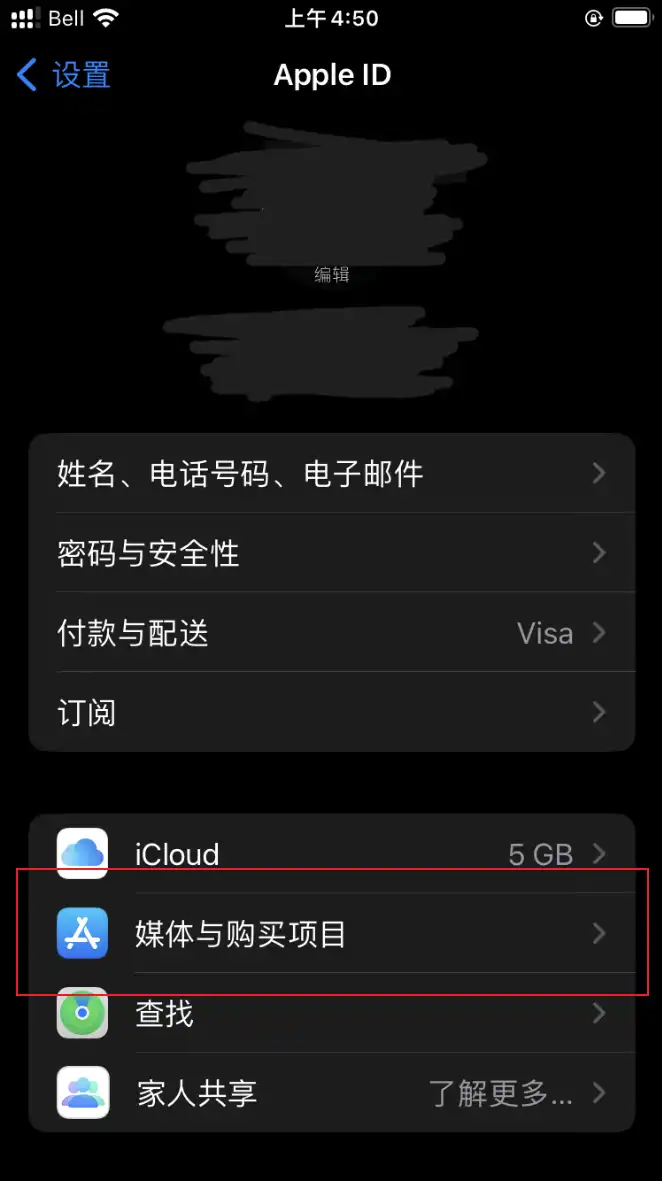 Bell 上午4:50
设置 Apple ID
编辑
姓名、电话号码、电子邮件
密码与安全性
付款与配送 Visa
订阅
iCloud 5 GB
媒体与购买项目
查找
家人共享 了解更多...